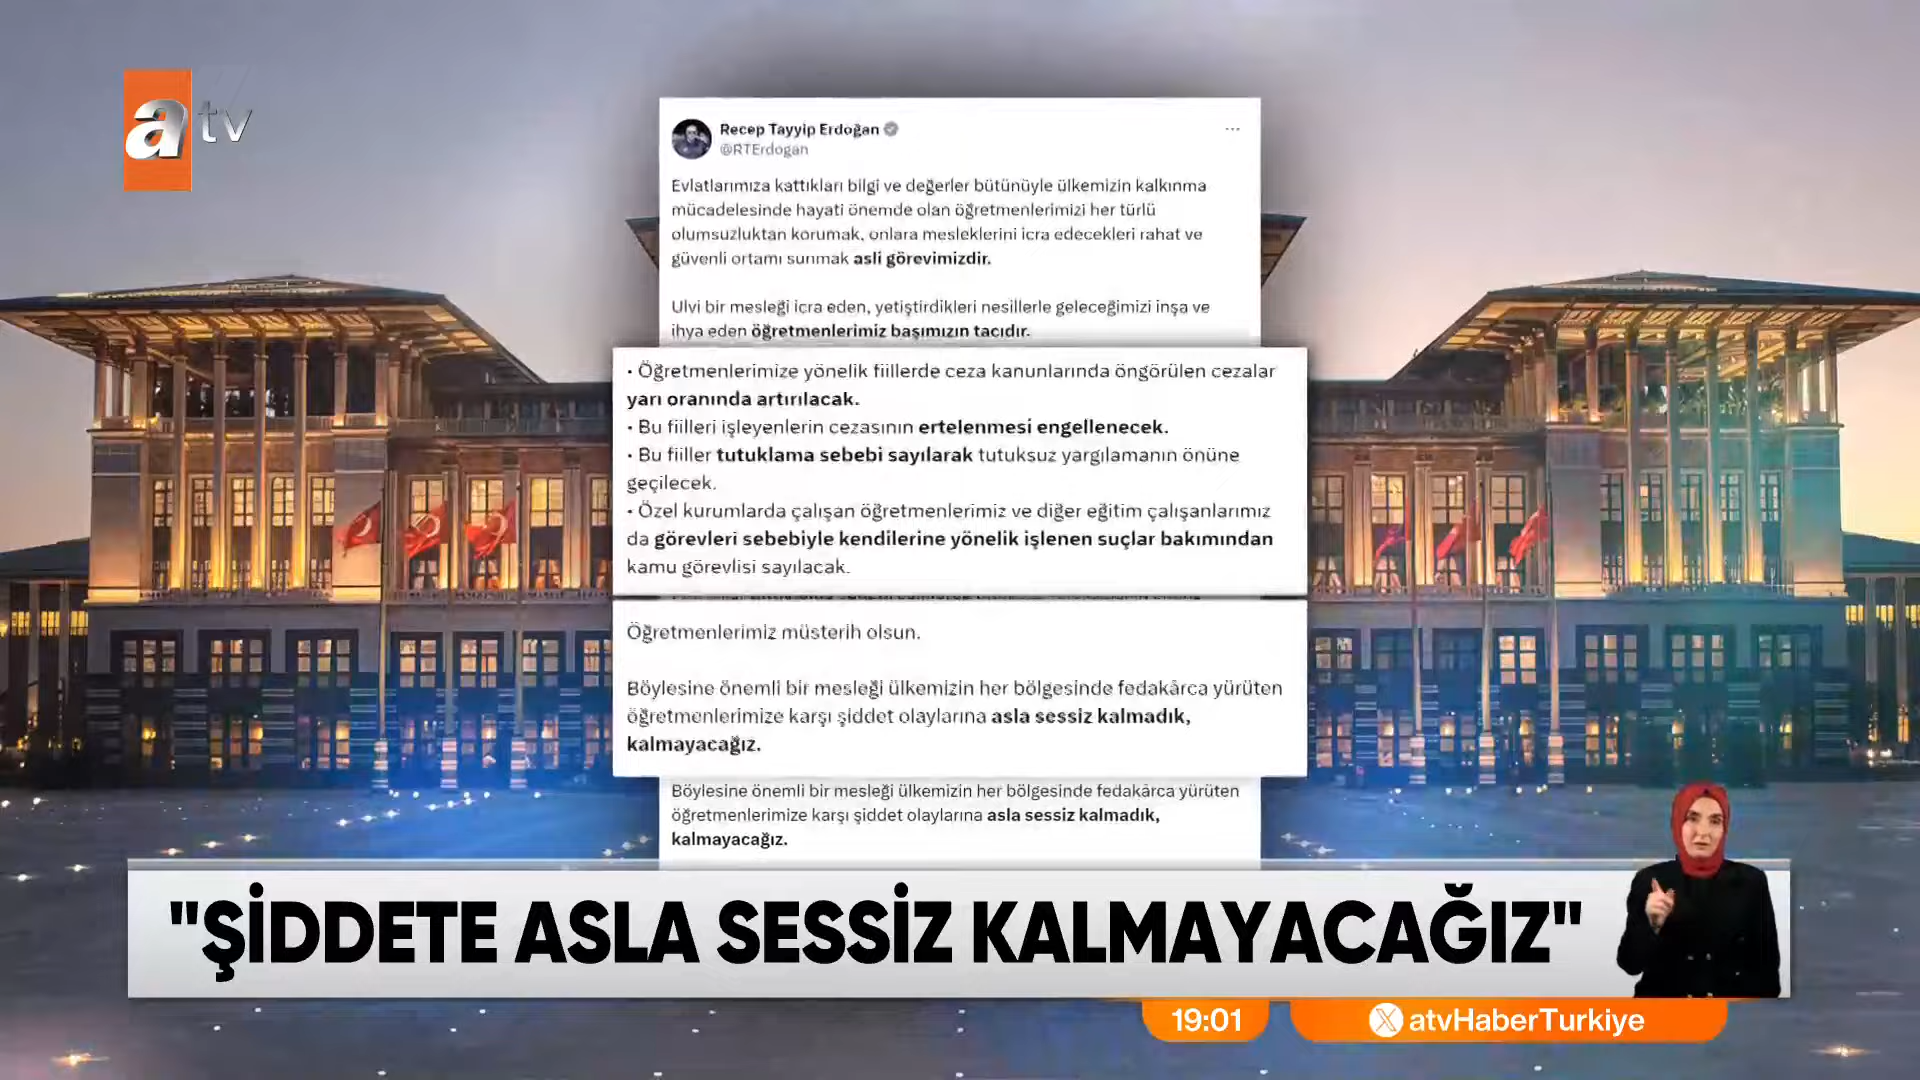 atv
Recep Tayyip Erdoğan
@RTErdogan
Evlatlarımıza kattıkları bilgi ve değerler bütünüyle ülkemizin kalkınma
mücadelesinde hayati önemde olan öğretmenlerimizi her türlü
olumsuzluktan korumak, onlara mesleklerini icra edecekleri rahat ve
güvenli ortamı sunmak asli görevimizdir.
Ulvi bir mesleği icra eden, yetiştirdikleri nesillerle geleceğimizi inşa ve
ihya eden öğretmenlerimiz başımızın tacıdır.
• Öğretmenlerimize yönelik fiillerde ceza kanunlarında öngörülen cezalar
yarı oranında artırılacak.
• Bu fiilleri işleyenlerin cezasının ertelenmesi engellenecek.
• Bu fiiller tutuklama sebebi sayılarak tutuksuz yargılamanın önüne
geçilecek.
• Özel kurumlarda çalışan öğretmenlerimiz ve diğer eğitim çalışanlarımız
da görevleri sebebiyle kendilerine yönelik işlenen suçlar bakımından
kamu görevlisi sayılacak.
Öğretmenlerimiz müsterih olsun.
Böylesine önemli bir mesleği ülkemizin her bölgesinde fedakârca yürüten
öğretmenlerimize karşı şiddet olaylarına asla sessiz kalmadık,
kalmayacağız.
Böylesine önemli bir mesleği ülkemizin her bölgesinde fedakârca yürüten
öğretmenlerimize karşı şiddet olaylarına asla sessiz kalmadık,
kalmayacağız.
"ŞİDDETE ASLA SESSİZ KALMAYACAĞIZ"
19:01
atvHaberTurkiye